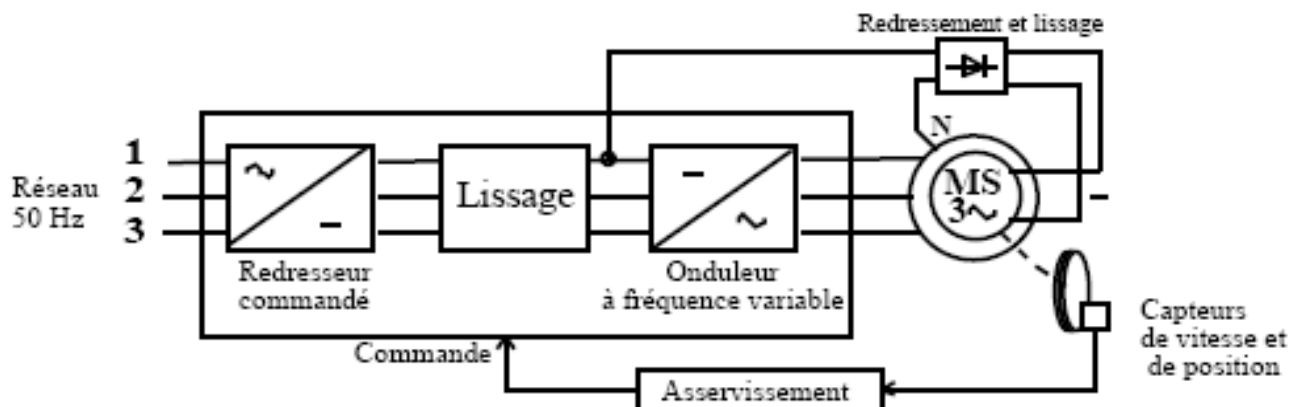 Redressement et lissage
N
1
Réseau
50 Hz
2
3
Lissage
MS
3~
Redresseur
commandé
Onduleur
à fréquence variable
Capteurs
de vitesse et
de position
Commande
Asservissement